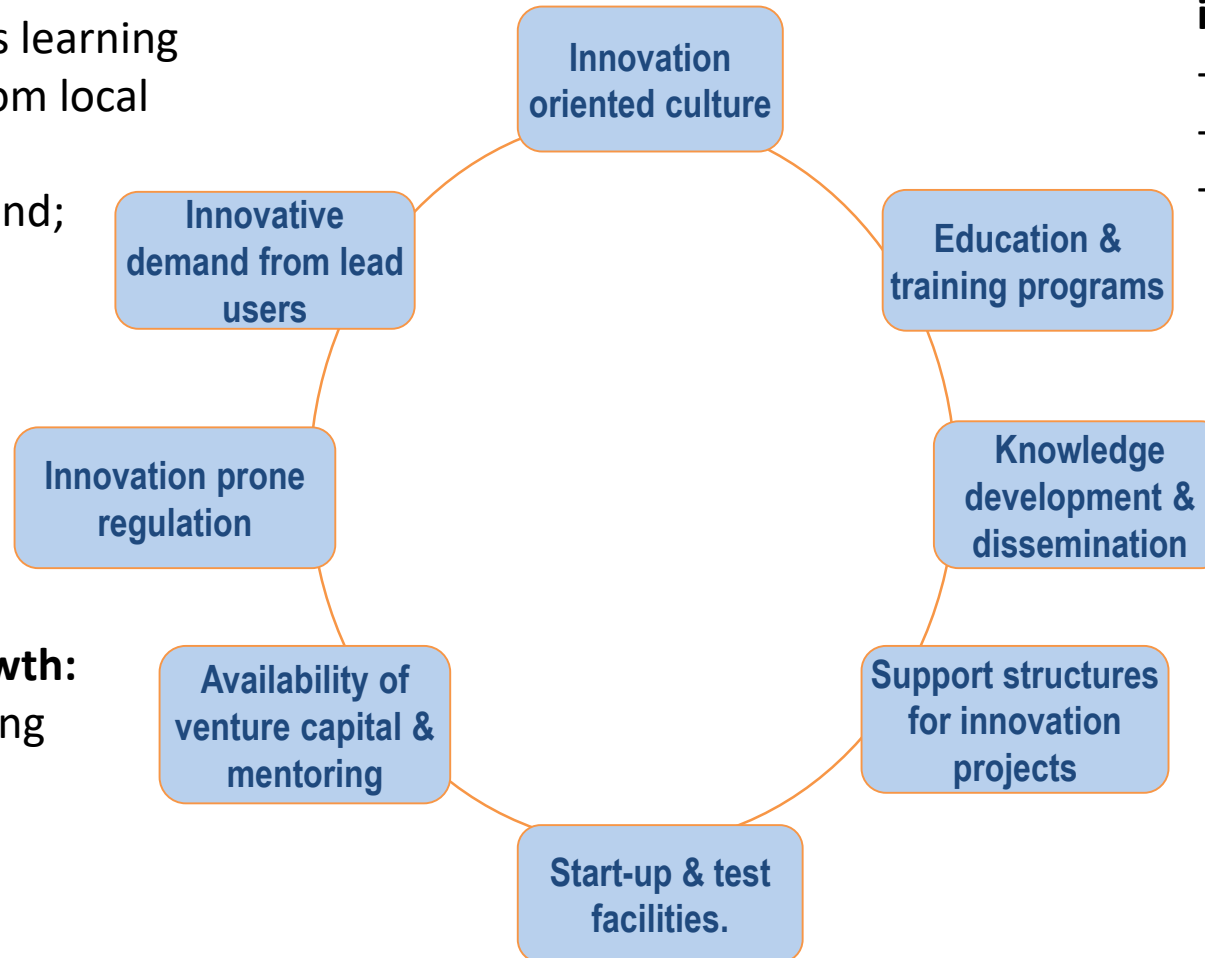 s learning
om local
nd;
wth:
ng
i
-
-
-
Innovation
oriented culture
Education &
training programs
Knowledge
development &
dissemination
Support structures
for innovation
projects
Start-up & test
facilities.
Availability of
venture capital &
mentoring
Innovation prone
regulation
Innovative
demand from lead
users